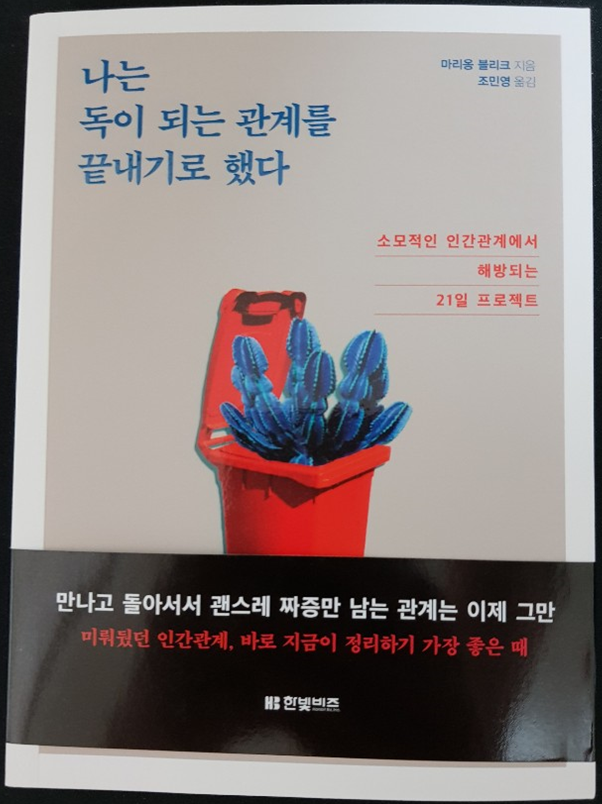 나는
독이 되는 관계를
끝내기로 했다
마리옹 블리크 지음
조민영 옮김
소모적인 인간관계에서
해방되는
21일 프로젝트
만나고 돌아서서 괜스레 짜증만 남는 관계는 이제 그만
미뤄뒀던 인간관계, 바로 지금이 정리하기 가장 좋은 때
HB 한빛비즈